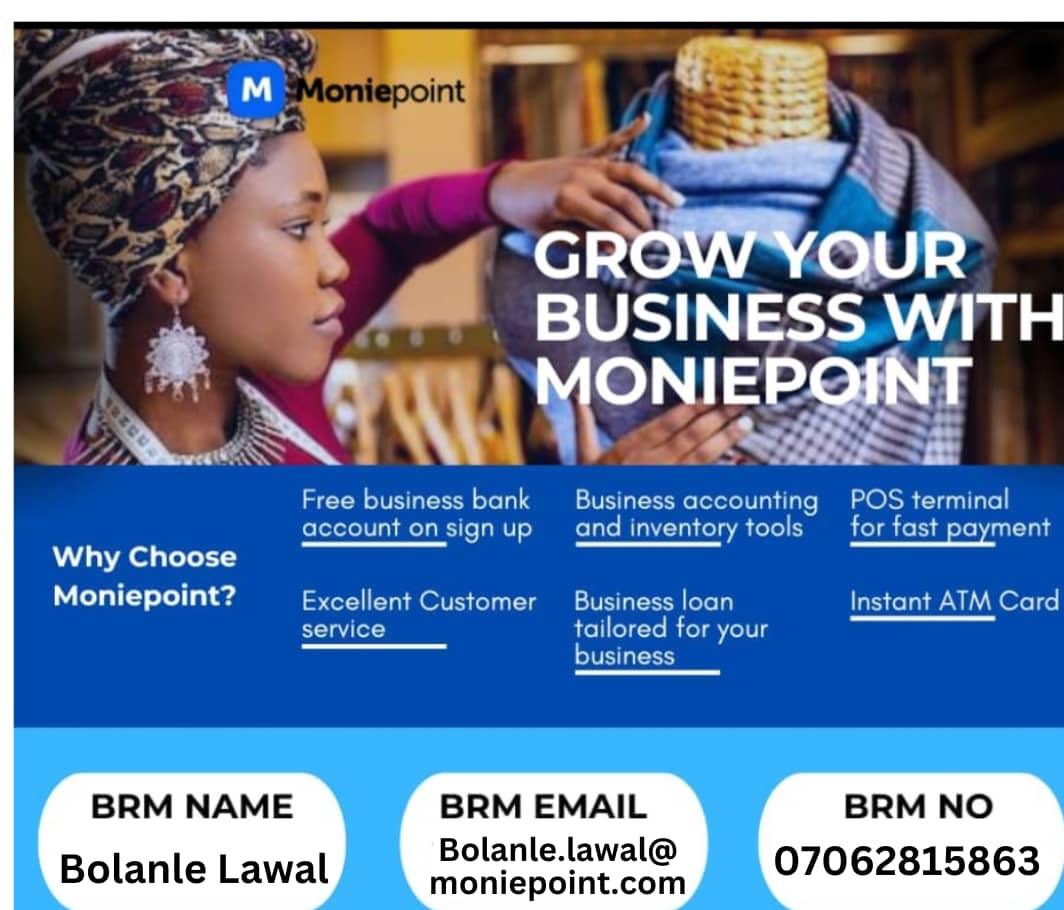 M Moniepoint
GROW YOUR
BUSINESS WITH
MONIEPOINT
Why Choose
Moniepoint?
Free business bank
account on sign up
Business accounting
and inventory tools
POS terminal
for fast payment
Excellent Customer
service
Business loan
tailored for your
business
Instant ATM Card
BRM NAME
Bolanle Lawal
BRM EMAIL
Bolanle.lawal@
moniepoint.com
BRM NO
07062815863